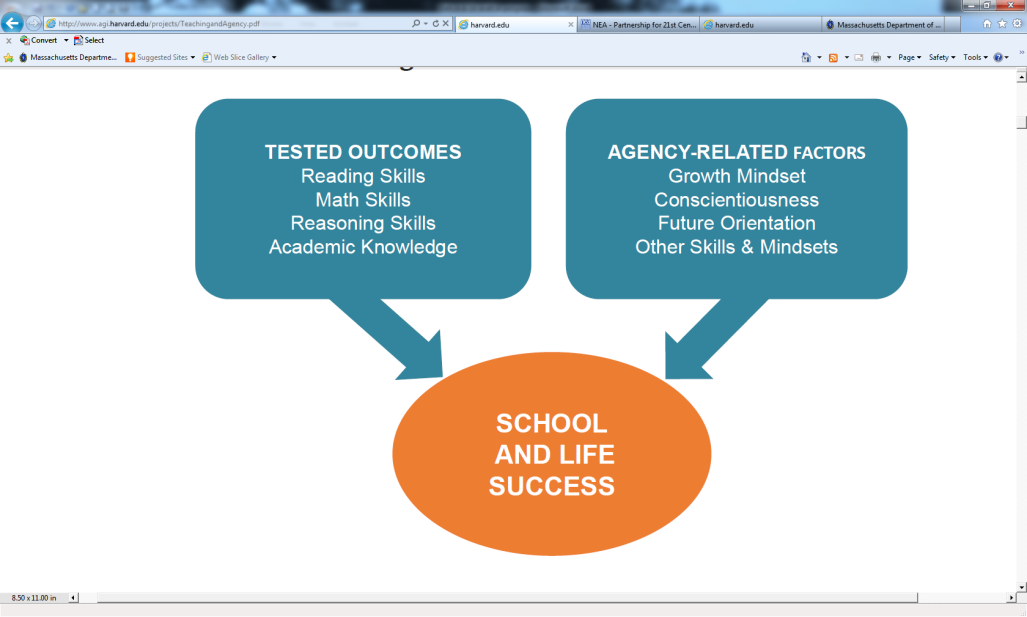 http://www.agi.harvard.edu/projects/TeachingandAgency.pdf
harvard.edu
NEA - Partnership for 21st Cen...
harvard.edu
Massachusetts Department of ...
x Convert Select
Massachusetts Departme... Suggested Sites Web Slice Gallery
Page Safety Tools
TESTED OUTCOMES
Reading Skills
Math Skills
Reasoning Skills
Academic Knowledge
AGENCY-RELATED FACTORS
Growth Mindset
Conscientiousness
Future Orientation
Other Skills & Mindsets
SCHOOL
AND LIFE
SUCCESS
8.50 x 11.00 in